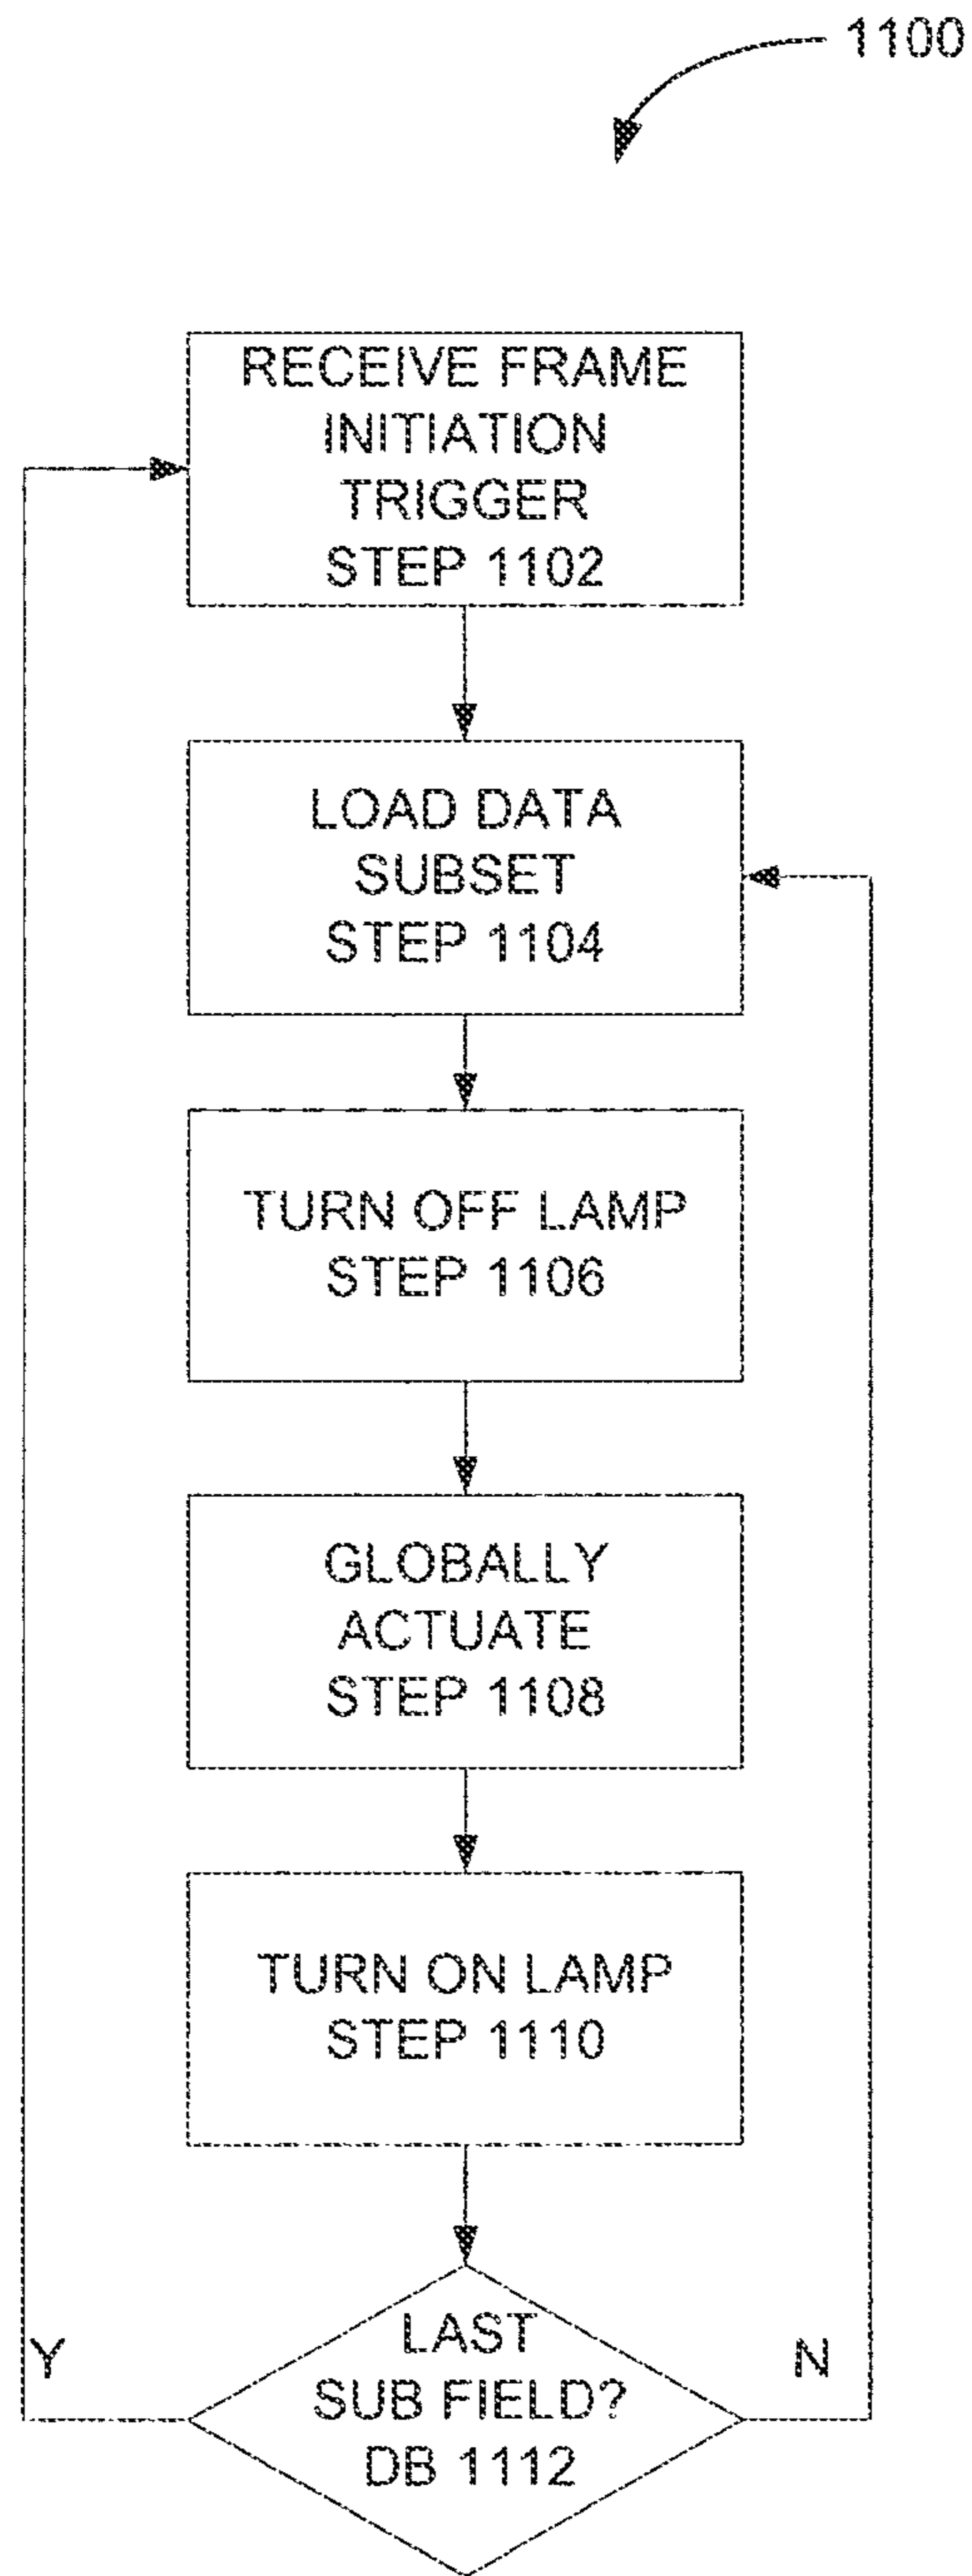 1100
RECEIVE FRAME
INITIATION
TRIGGER
STEP 1102
LOAD DATA
SUBSET
STEP 1104
TURN OFF LAMP
STEP 1106
GLOBALLY
ACTUATE
STEP 1108
TURN ON LAMP
STEP 1110
LAST
SUB FIELD?
DB 1112
Y
N